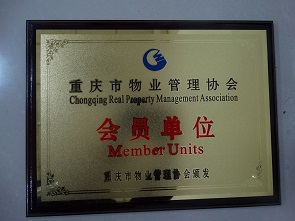 重庆市物业管理协会
Chongqing Real Property Management Association
会员单位
Member Units
重庆市物业管理协会颁发